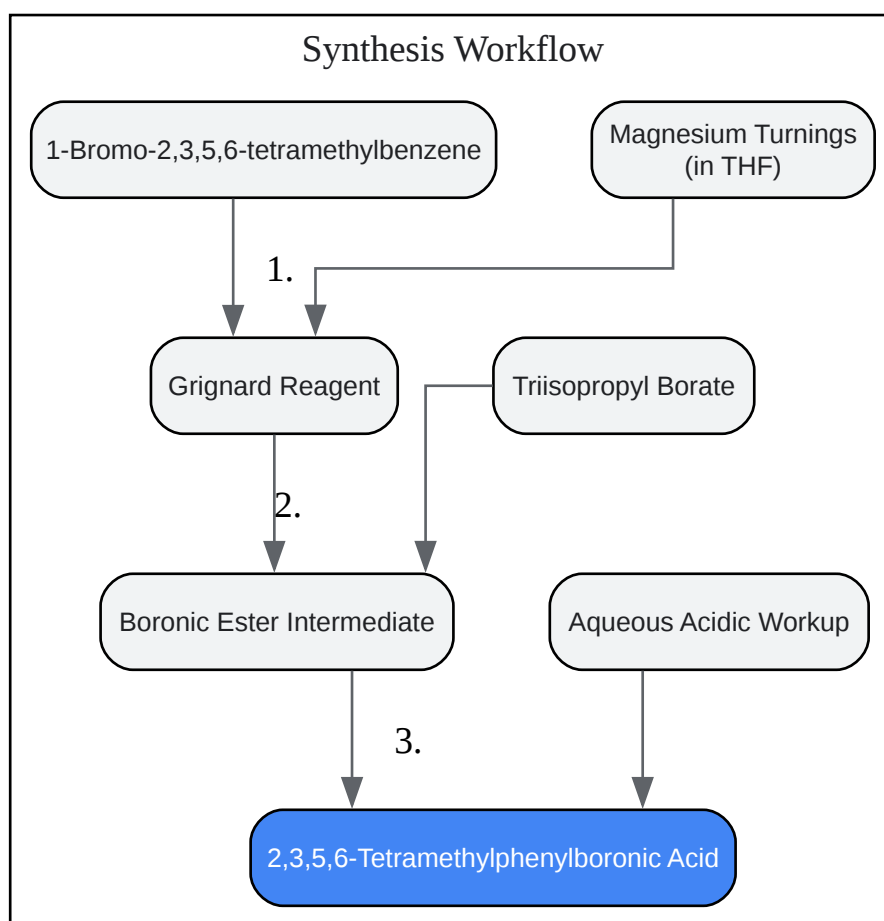 Synthesis Workflow
1-Bromo-2,3,5,6-tetramethylbenzene
Magnesium Turnings
(in THF)
1.
Grignard Reagent
Triisopropyl Borate
2.
Boronic Ester Intermediate
Aqueous Acidic Workup
3.
2,3,5,6-Tetramethylphenylboronic Acid